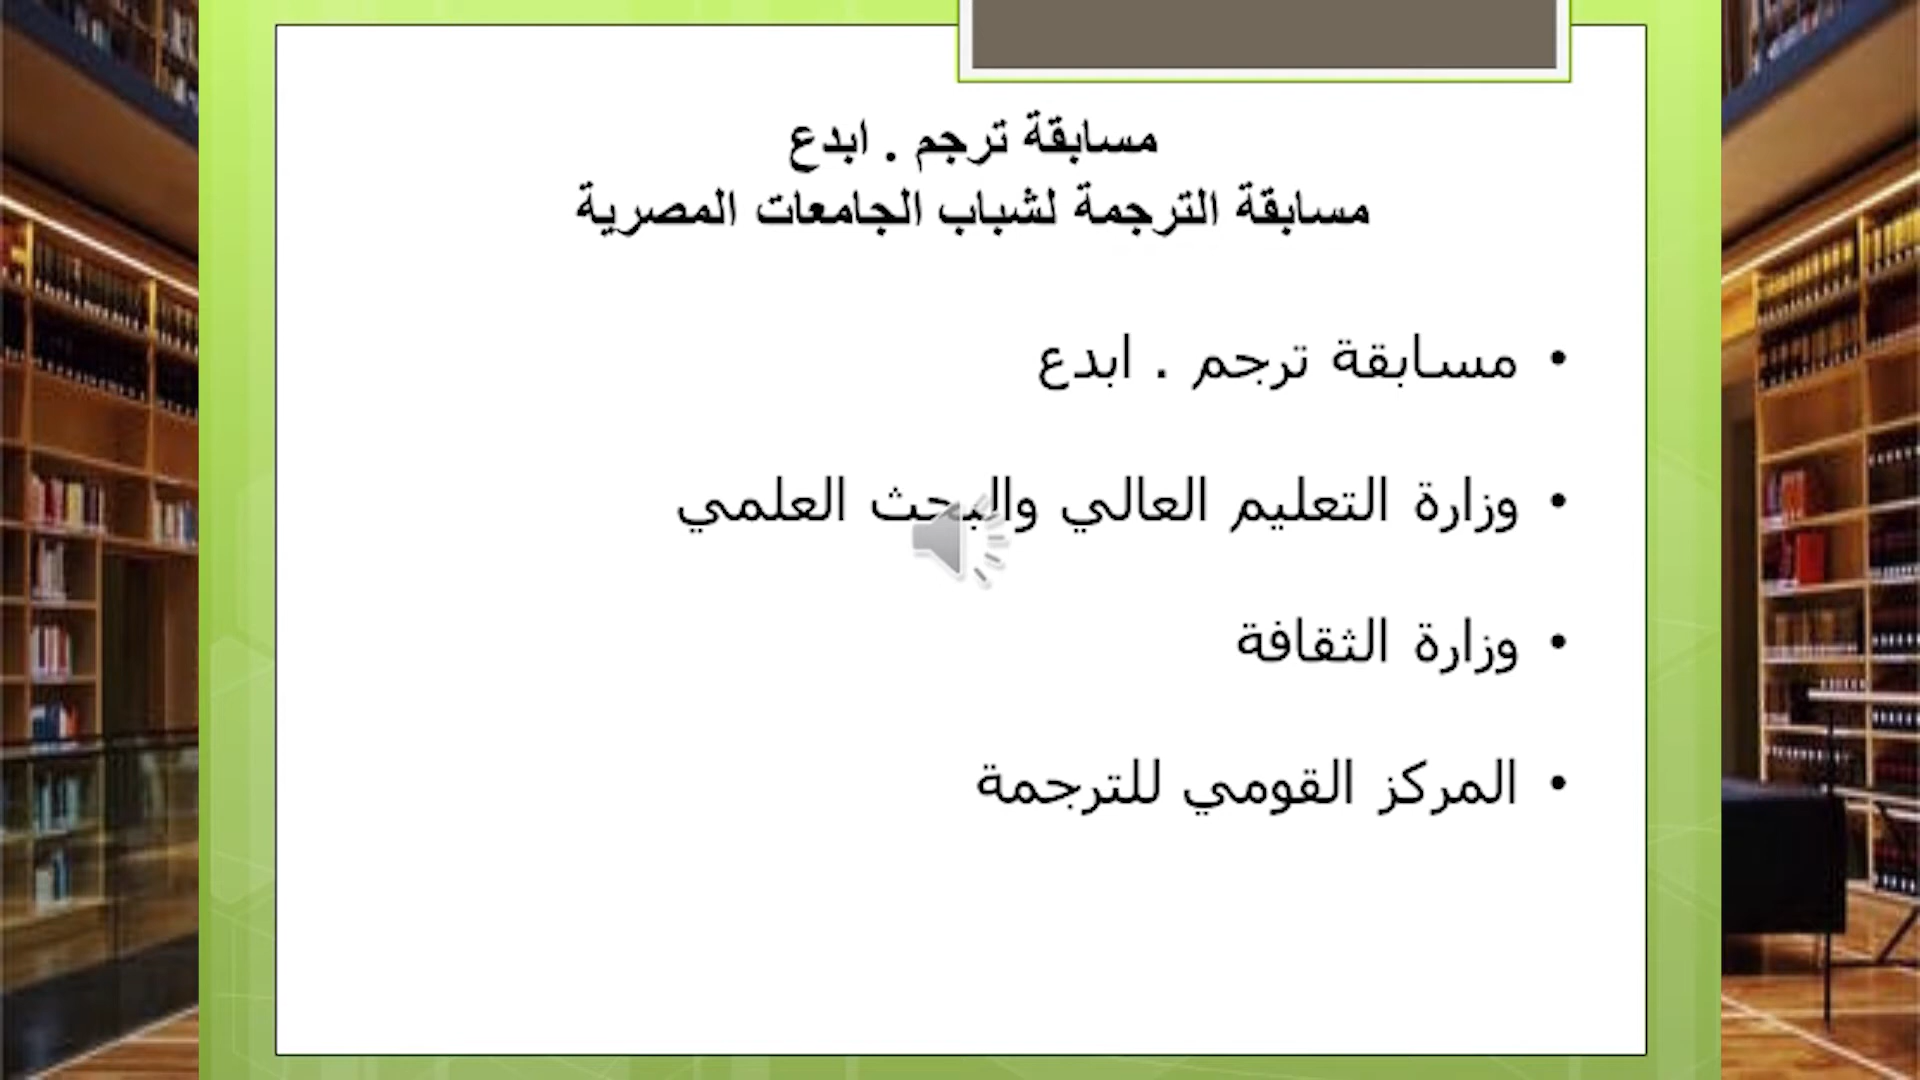 مسابقة ترجم . ابدع
مسابقة الترجمة لشباب الجامعات المصرية
• مسابقة ترجم . ابدع
• وزارة التعليم العالي والبحث العلمي
• وزارة الثقافة
• المركز القومي للترجمة